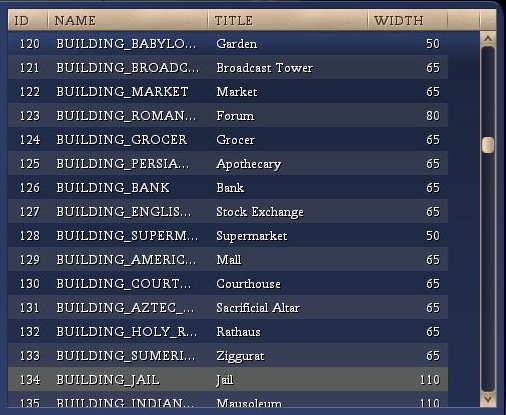 ID NAME TITLE WIDTH
120 BUILDING_BABYLO... Garden 50
121 BUILDING_BROADC... Broadcast Tower 65
122 BUILDING_MARKET Market 65
123 BUILDING_ROMAN... Forum 80
124 BUILDING_GROCER Grocer 65
125 BUILDING_PERSIA... Apothecary 65
126 BUILDING_BANK Bank 65
127 BUILDING_ENGLIS... Stock Exchange 65
128 BUILDING_SUPERM... Supermarket 50
129 BUILDING_AMERIC... Mall 65
130 BUILDING_COURT... Courthouse 65
131 BUILDING_AZTEC_... Sacrificial Altar 65
132 BUILDING_HOLY_R... Rathaus 65
133 BUILDING_SUMERI... Ziggurat 65
134 BUILDING_JAIL Jail 110
135 BUILDING_INDIAN... Mausoleum 110